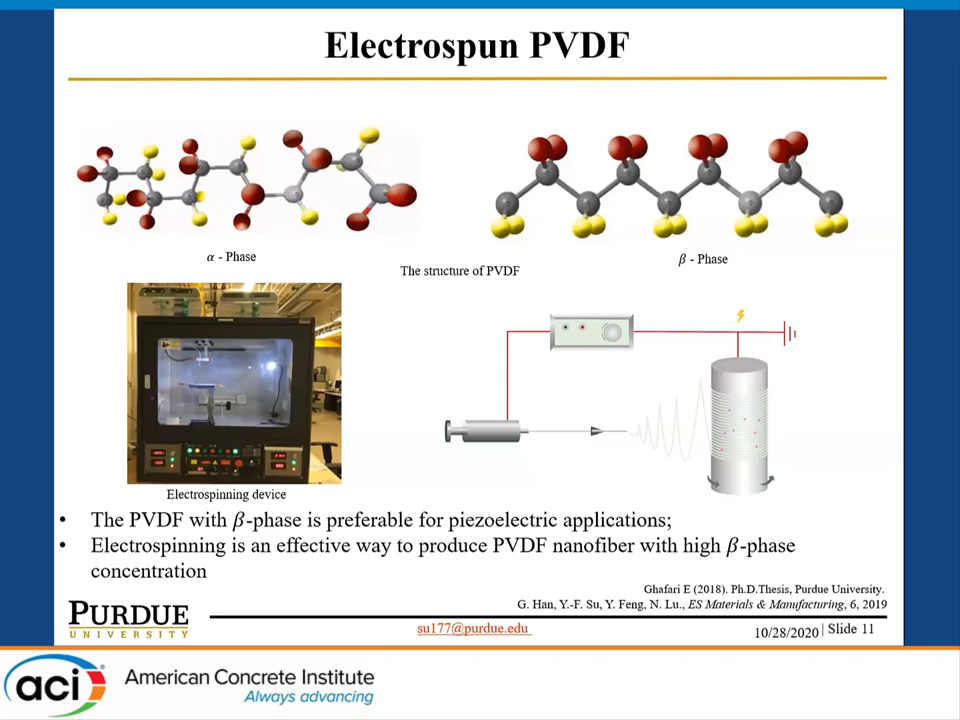 Electrospun PVDF
α - Phase
β - Phase
The structure of PVDF
Electrospinning device
• The PVDF with β-phase is preferable for piezoelectric applications;
• Electrospinning is an effective way to produce PVDF nanofiber with high β-phase
concentration
Ghafari E (2018). Ph.D.Thesis, Purdue University.
G. Han, Y.-F. Su, Y. Feng, N. Lu., ES Materials & Manufacturing, 6, 2019
PURDUE
UNIVERSITY
su177@purdue.edu
10/28/2020 | Slide 11
aci
American Concrete Institute
Always advancing